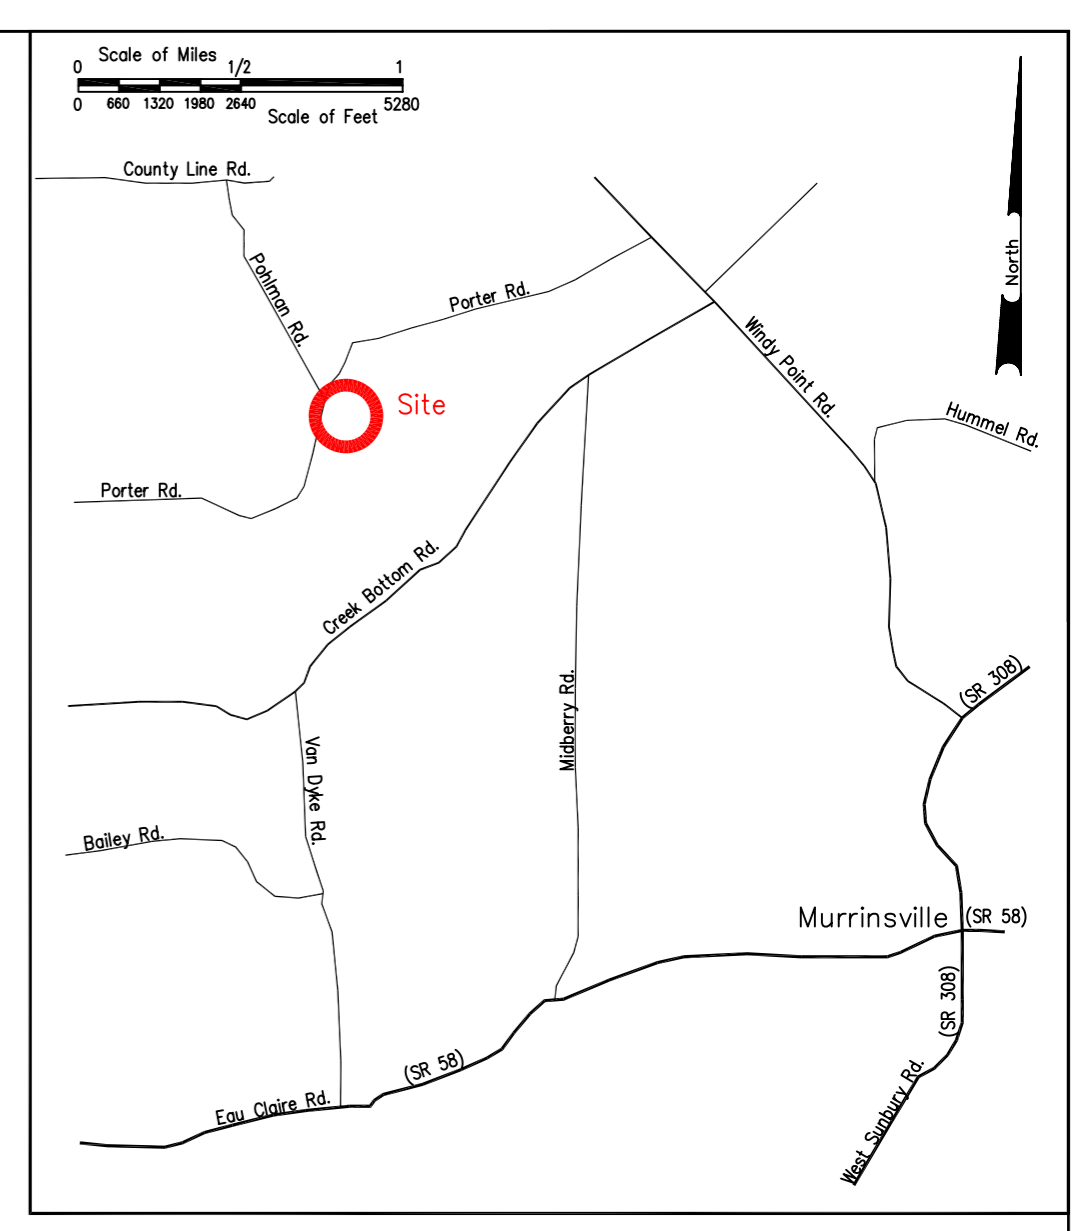 Scale of Miles
0 1/2 1
0 660 1320 1980 2640 5280
Scale of Feet
County Line Rd.
North
Pohlman Rd.
Porter Rd.
Windy Point Rd.
Site
Hummel Rd.
Porter Rd.
Creek Bottom Rd.
(SR 308)
Midberry Rd.
Van Dyke Rd.
Bailey Rd.
Murrinsville
(SR 58)
(SR 308)
(SR 58)
Eau Claire Rd.
West Sunbury Rd.